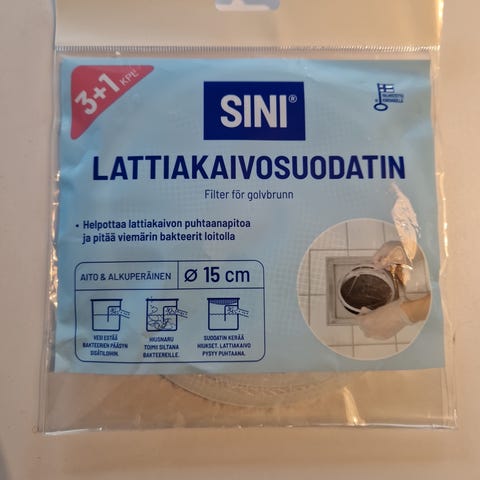 3+1 KPL!
SINI®
LATTIAKAIVOSUODATIN
Filter för golvbrunn
• Helpottaa lattiakaivon puhtaanapitoa
ja pitää viemärin bakteerit loitolla
AITO & ALKUPERÄINEN
Ø 15 cm
VESI ESTÄÄ
BAKTEERIEN PÄÄSYN
SISÄTILOIHIN.
HIUSNARU
TOIMII SILTANA
BAKTEEREILLE.
SUODATIN KERÄÄ
HIUKSET. LATTIAKAIVO
PYSYY PUHTAANA.